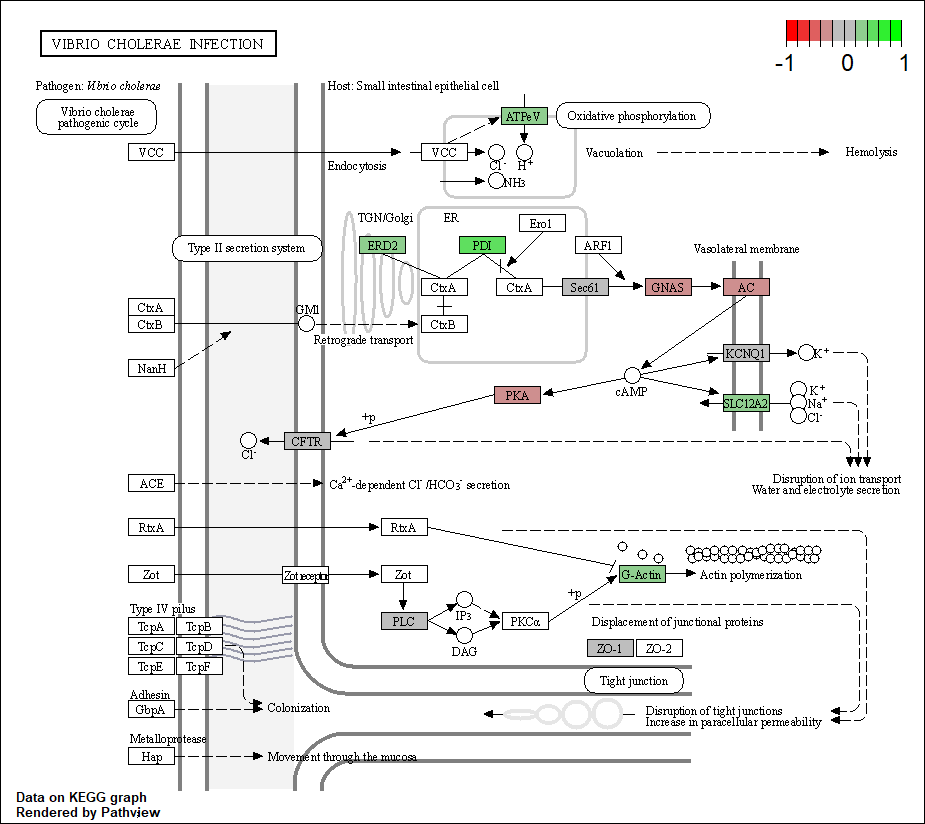 VIBRIO CHOLERAE INFECTION
-1 0 1
Pathogen: Vibrio cholerae
Host: Small intestinal epithelial cell
Vibrio cholerae
pathogenic cycle
ATPeV
Oxidative phosphorylation
VCC
Endocytosis
VCC
Cl-
H+
NH3
Vacuolation
Hemolysis
TGN/Golgi
ER
Ero1
Type II secretion system
ERD2
PDI
ARF1
Vasolateral membrane
CtxA
CtxA
Sec61
GNAS
AC
CtxA
CtxB
GM1
CtxB
Retrograde transport
NanH
KCNQ1
K+
cAMP
PKA
SLC12A2
K+
Na+
Cl-
+p
CFTR
Cl-
Disruption of ion transport
Water and electrolyte secretion
ACE
Ca2+-dependent Cl-/HCO3- secretion
RtxA
RtxA
Zot
Zot receptor
Zot
G-Actin
Actin polymerization
+p
Type IV pilus
TcpA
TcpB
TcpC
TcpD
TcpE
TcpF
PLC
IP3
DAG
PKCα
Displacement of junctional proteins
ZO-1
ZO-2
Tight junction
Adhesin
GbpA
Colonization
Disruption of tight junctions
Increase in paracellular permeability
Metalloprotease
Hap
Movement through the mucosa
Data on KEGG graph
Rendered by Pathview